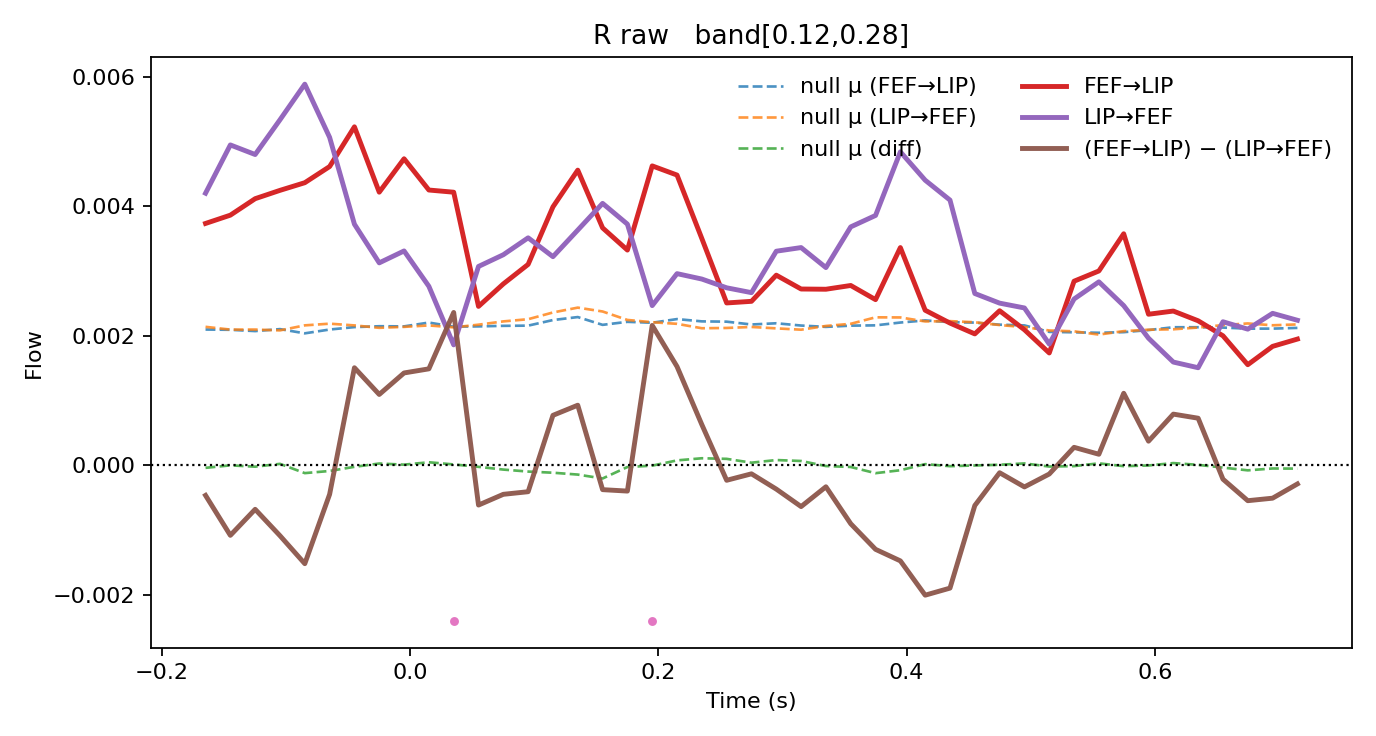 R raw   band[0.12,0.28]
null μ (FEF→LIP)
null μ (LIP→FEF)
null μ (diff)
FEF→LIP
LIP→FEF
(FEF→LIP) − (LIP→FEF)
Flow
0.006
0.004
0.002
0.000
−0.002
−0.2
0.0
0.2
0.4
0.6
Time (s)